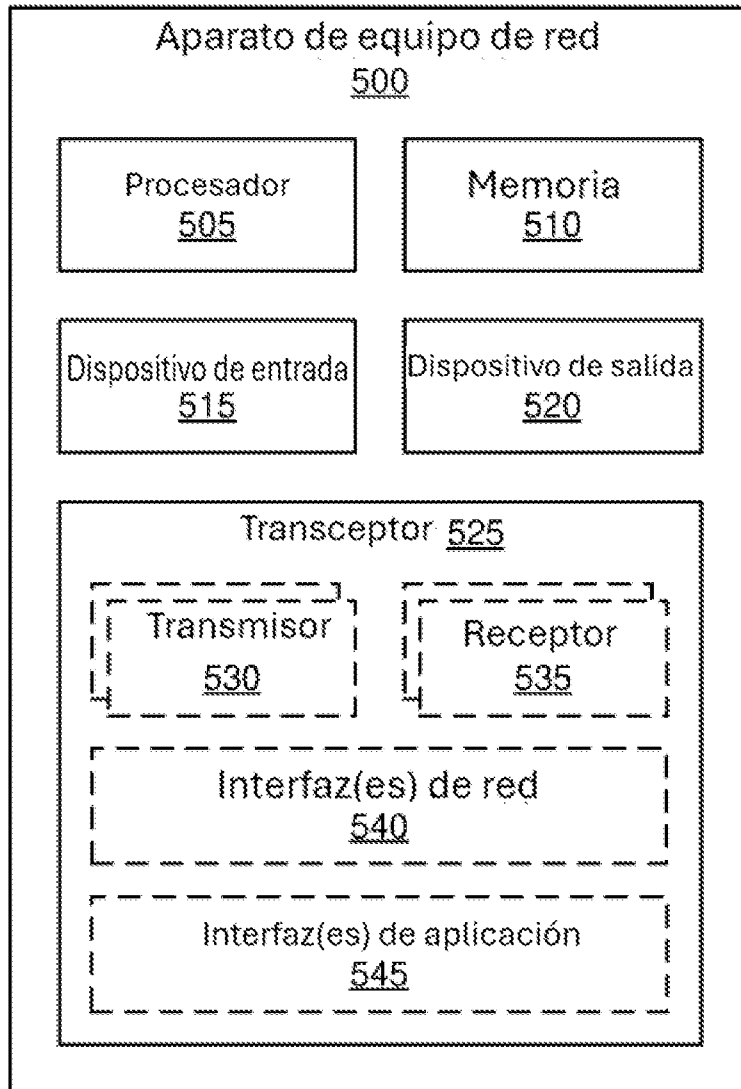 Aparato de equipo de red
500
Procesador
505
Memoria
510
Dispositivo de entrada
515
Dispositivo de salida
520
Transceptor 525
Transmisor
530
Receptor
535
Interfaz(es) de red
540
Interfaz(es) de aplicación
545